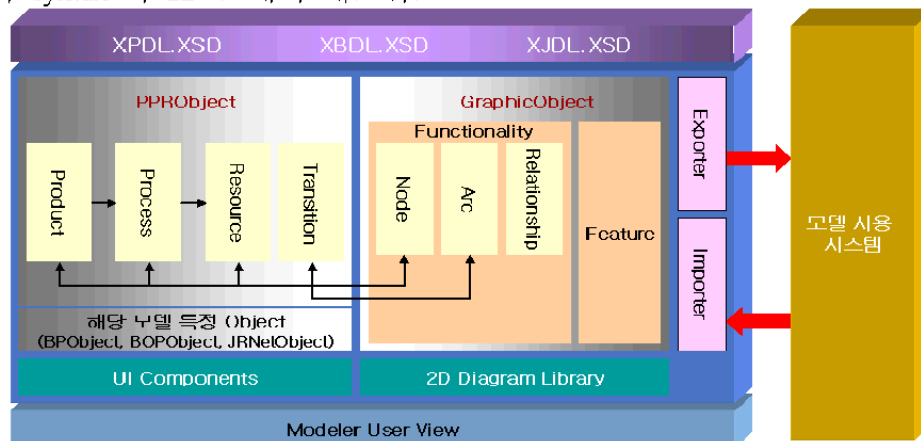 XPDL.XSD XBDL.XSD XJDL.XSD
PPRObject
GraphicObject
Functionality
Product
Process
Resource
Transition
Node
Arc
Relationship
Feature
Exporter
Importer
모델 사용
시스템
해당 모델 특정 Object
(BPObject, BOPObject, JRNetObject)
UI Components
2D Diagram Library
Modeler User View